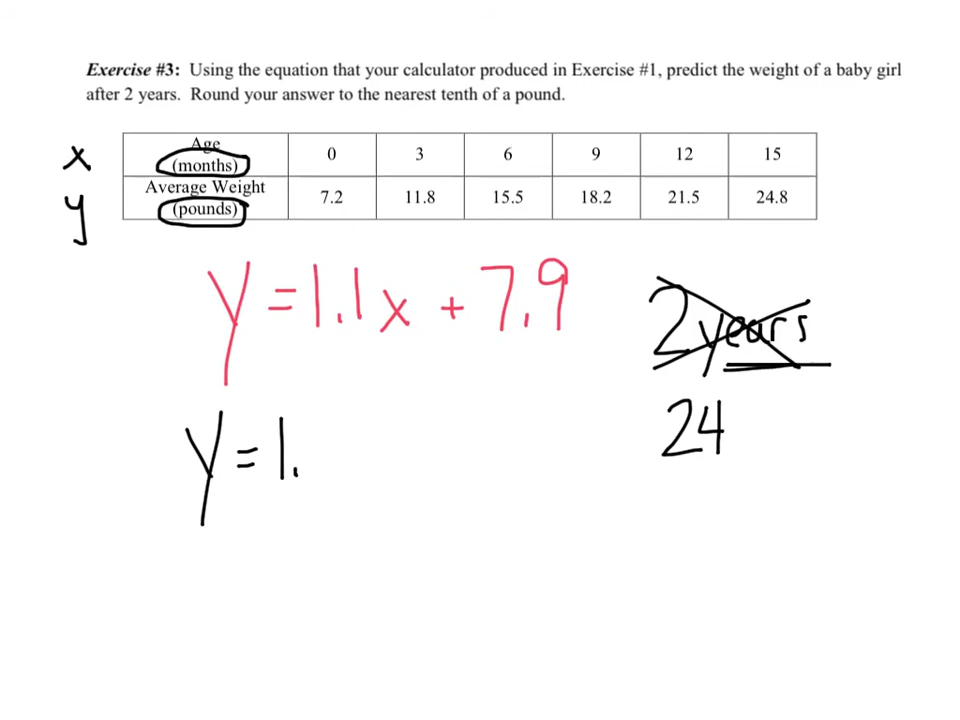 Exercise #3: Using the equation that your calculator produced in Exercise #1, predict the weight of a baby girl
after 2 years. Round your answer to the nearest tenth of a pound.
x Age (months) 0 3 6 9 12 15
y Average Weight (pounds) 7.2 11.8 15.5 18.2 21.5 24.8
y = 1.1x + 7.9
2 years
24
y = 1.